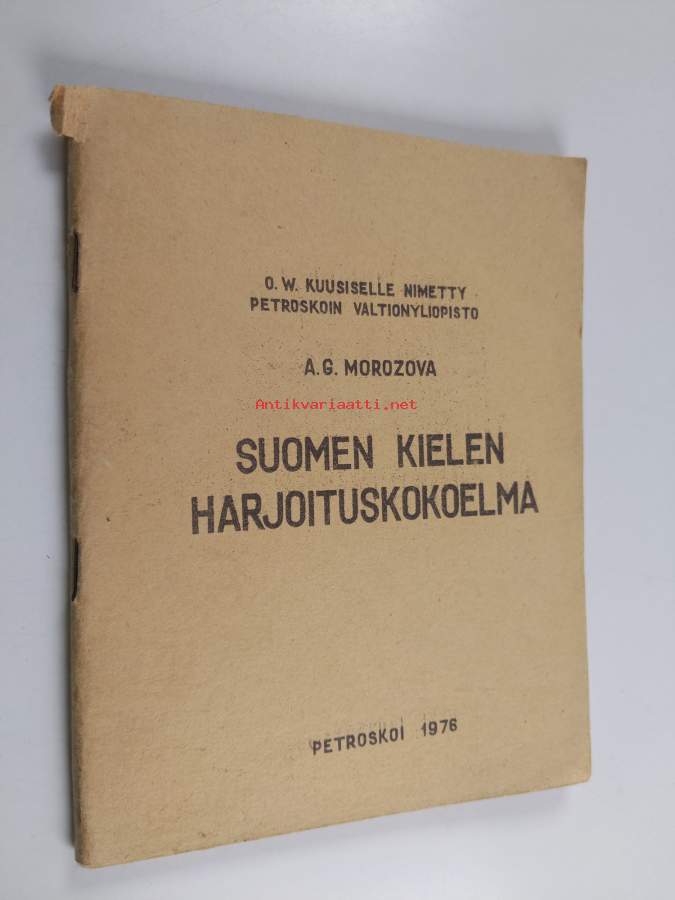 O. W. KUUSISELLE NIMETTY
PETROSKOIN VALTIONYLIOPISTO
A. G. MOROZOVA
Antikvariaatti.net
SUOMEN KIELEN
HARJOITUSKOKOELMA
PETROSKOI 1976